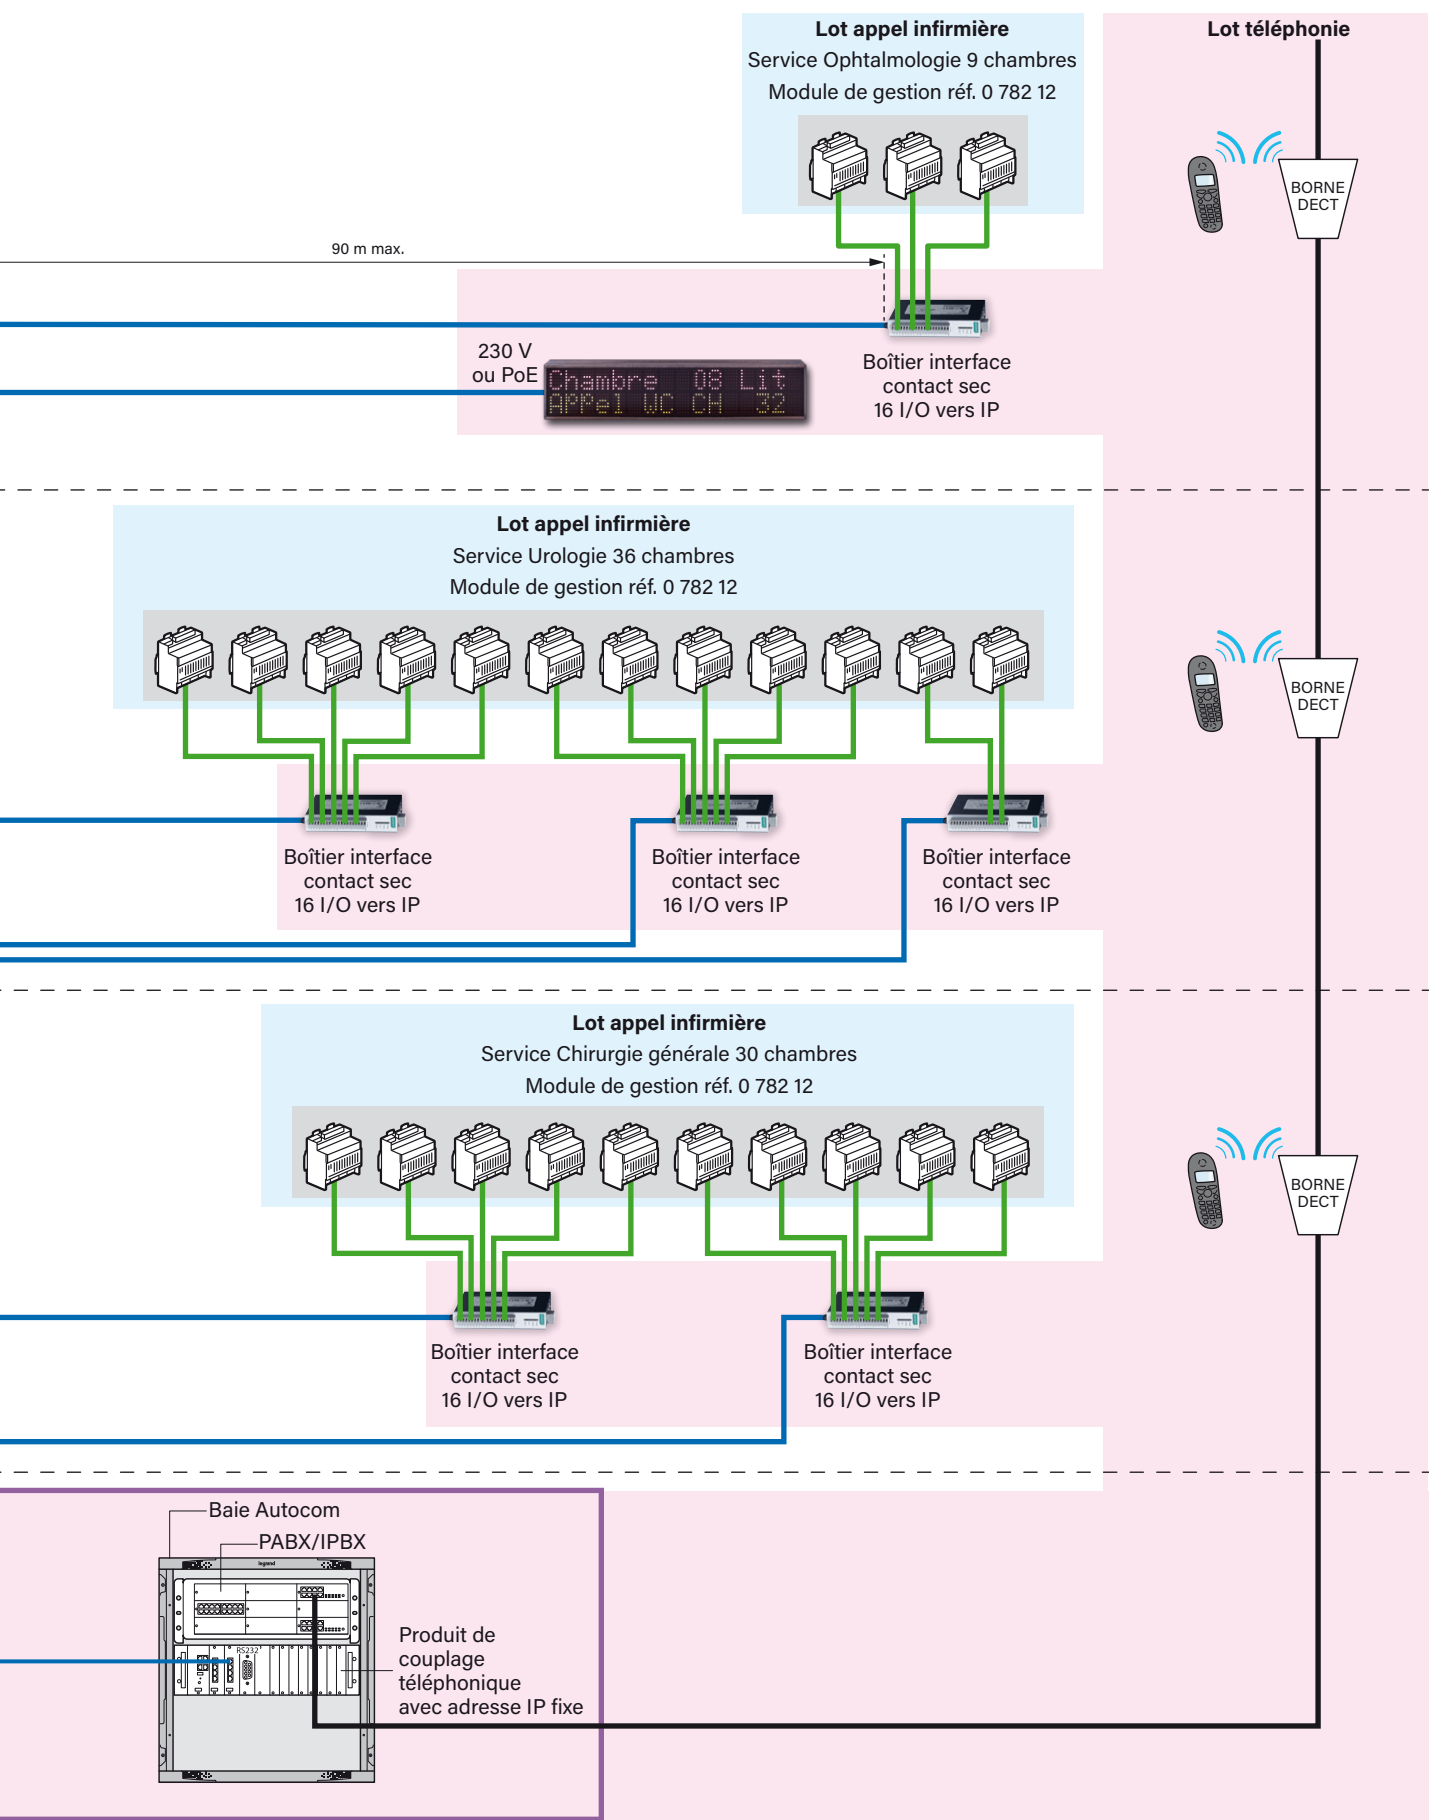 Lot appel infirmière
Service Ophtalmologie 9 chambres
Module de gestion réf. 0 782 12
Lot téléphonie
BORNE
DECT
90 m max.
230 V
ou PoE
Chambre 08 Lit
APPel WC CH 32
Boîtier interface
contact sec
16 I/O vers IP
Lot appel infirmière
Service Urologie 36 chambres
Module de gestion réf. 0 782 12
BORNE
DECT
Boîtier interface
contact sec
16 I/O vers IP
Boîtier interface
contact sec
16 I/O vers IP
Boîtier interface
contact sec
16 I/O vers IP
Lot appel infirmière
Service Chirurgie générale 30 chambres
Module de gestion réf. 0 782 12
BORNE
DECT
Boîtier interface
contact sec
16 I/O vers IP
Boîtier interface
contact sec
16 I/O vers IP
Baie Autocom
PABX/IPBX
legrand
RS232
Produit de
couplage
téléphonique
avec adresse IP fixe